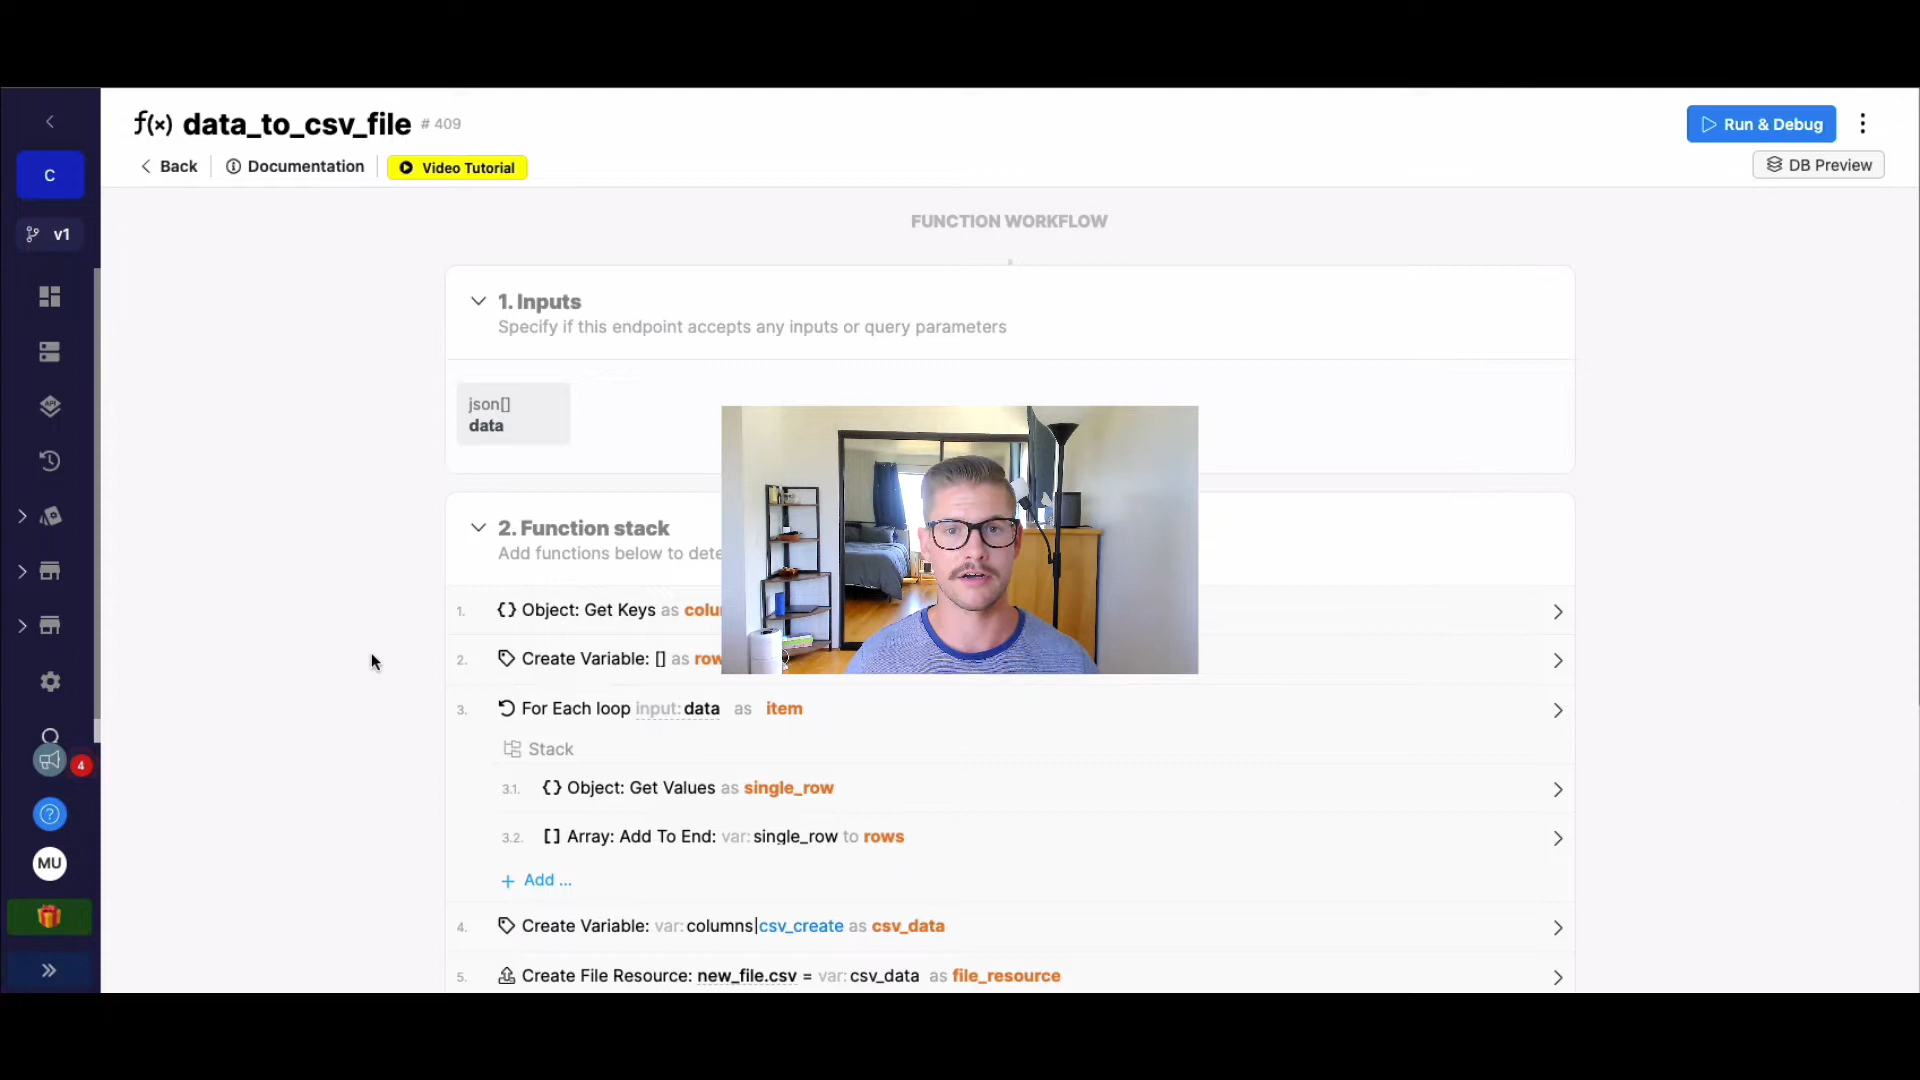 f(x) data_to_csv_file # 409
Run & Debug
Back
Documentation
Video Tutorial
DB Preview
C
v1
API
4
?
MU
FUNCTION WORKFLOW
1. Inputs
Specify if this endpoint accepts any inputs or query parameters
json[]
data
2. Function stack
Add functions below to dete
1. {} Object: Get Keys as colu
2. Create Variable: [] as row
3. For Each loop input: data as item
Stack
3.1. {} Object: Get Values as single_row
3.2. [] Array: Add To End: var: single_row to rows
+ Add ...
4. Create Variable: var: columns|csv_create as csv_data
5. Create File Resource: new_file.csv = var: csv_data as file_resource